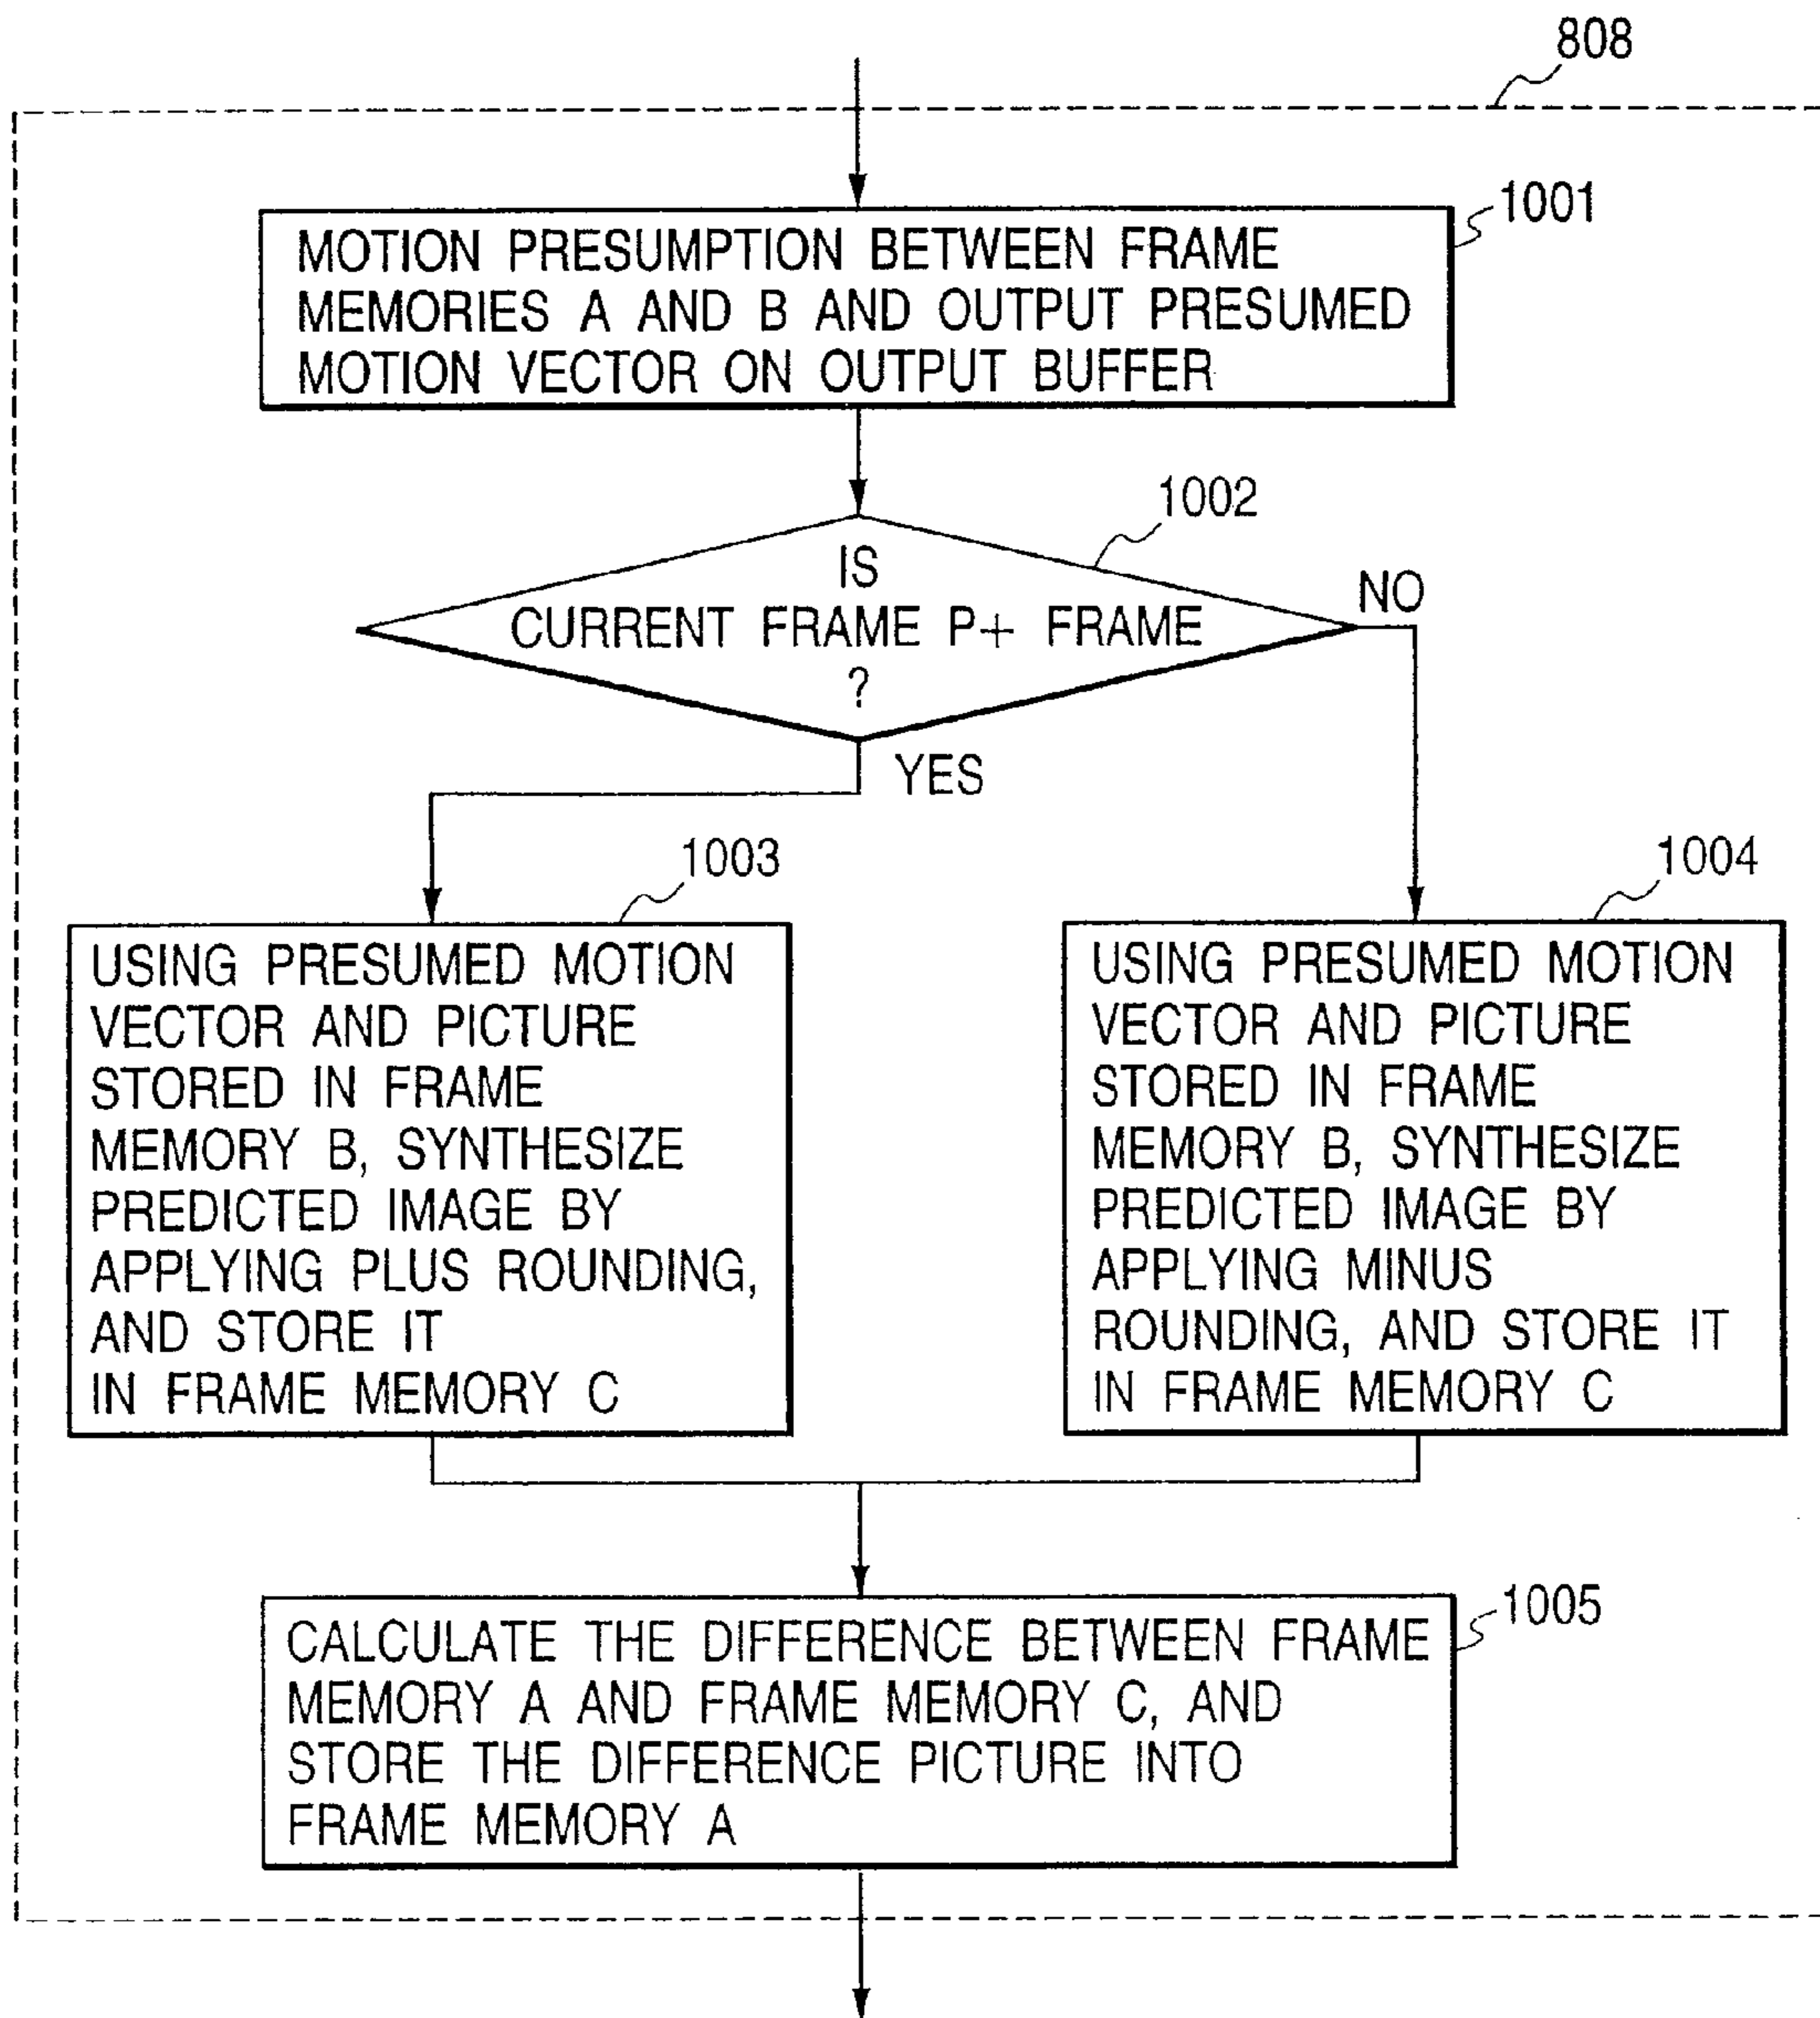 808
1001
MOTION PRESUMPTION BETWEEN FRAME
MEMORIES A AND B AND OUTPUT PRESUMED
MOTION VECTOR ON OUTPUT BUFFER
1002
IS
CURRENT FRAME P+ FRAME
?
NO
YES
1003
USING PRESUMED MOTION
VECTOR AND PICTURE
STORED IN FRAME
MEMORY B, SYNTHESIZE
PREDICTED IMAGE BY
APPLYING PLUS ROUNDING,
AND STORE IT
IN FRAME MEMORY C
1004
USING PRESUMED MOTION
VECTOR AND PICTURE
STORED IN FRAME
MEMORY B, SYNTHESIZE
PREDICTED IMAGE BY
APPLYING MINUS
ROUNDING, AND STORE IT
IN FRAME MEMORY C
1005
CALCULATE THE DIFFERENCE BETWEEN FRAME
MEMORY A AND FRAME MEMORY C, AND
STORE THE DIFFERENCE PICTURE INTO
FRAME MEMORY A